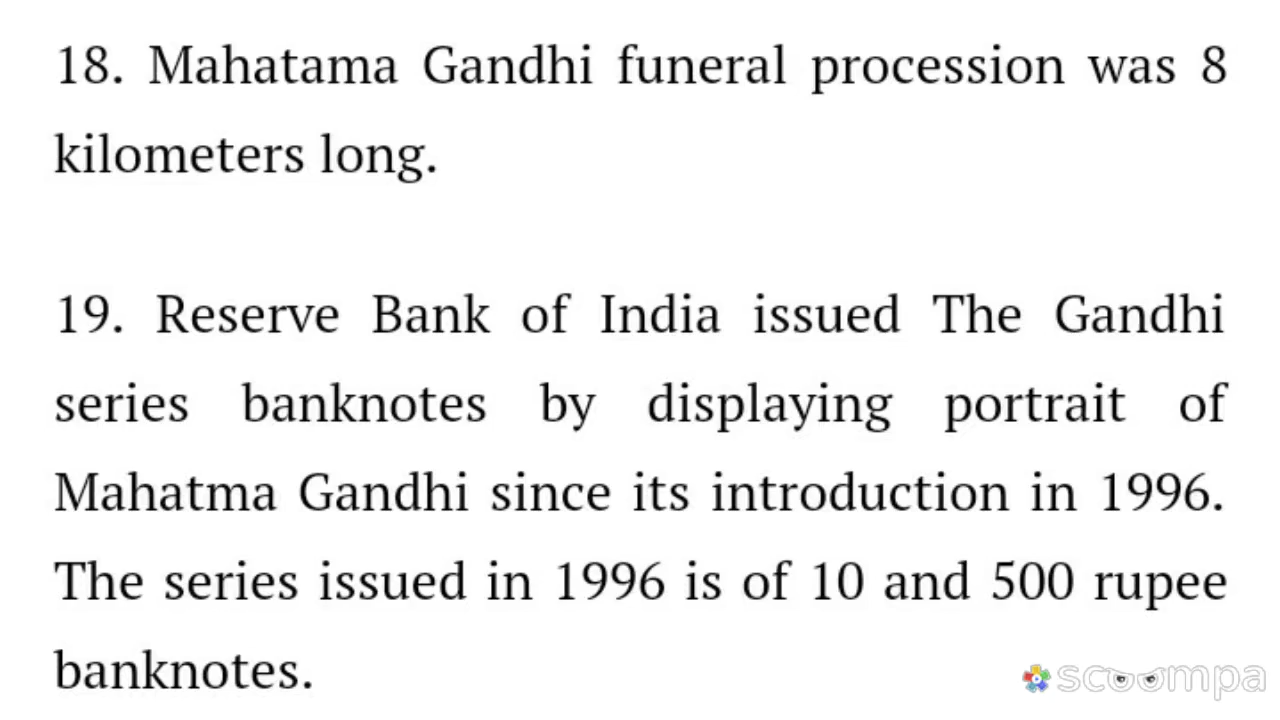 18. Mahatama Gandhi funeral procession was 8
kilometers long.
19. Reserve Bank of India issued The Gandhi
series banknotes by displaying portrait of
Mahatma Gandhi since its introduction in 1996.
The series issued in 1996 is of 10 and 500 rupee
banknotes.
scoompa